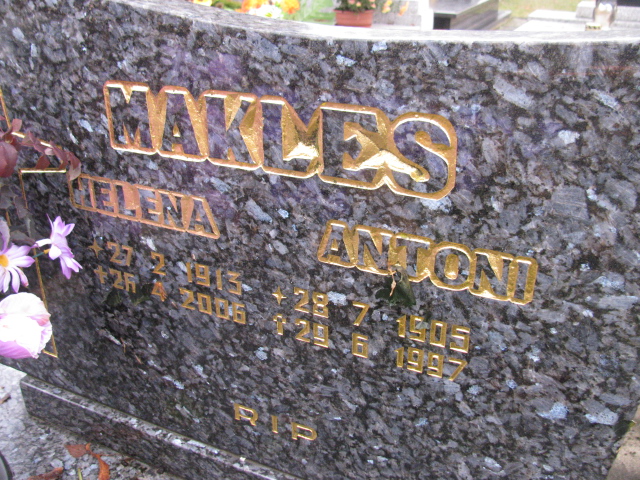 MAKLES
HELENA
+27 2 1913
+26 4 2006
ANTONI
+28 7 1905
+29 6 1997
RIP